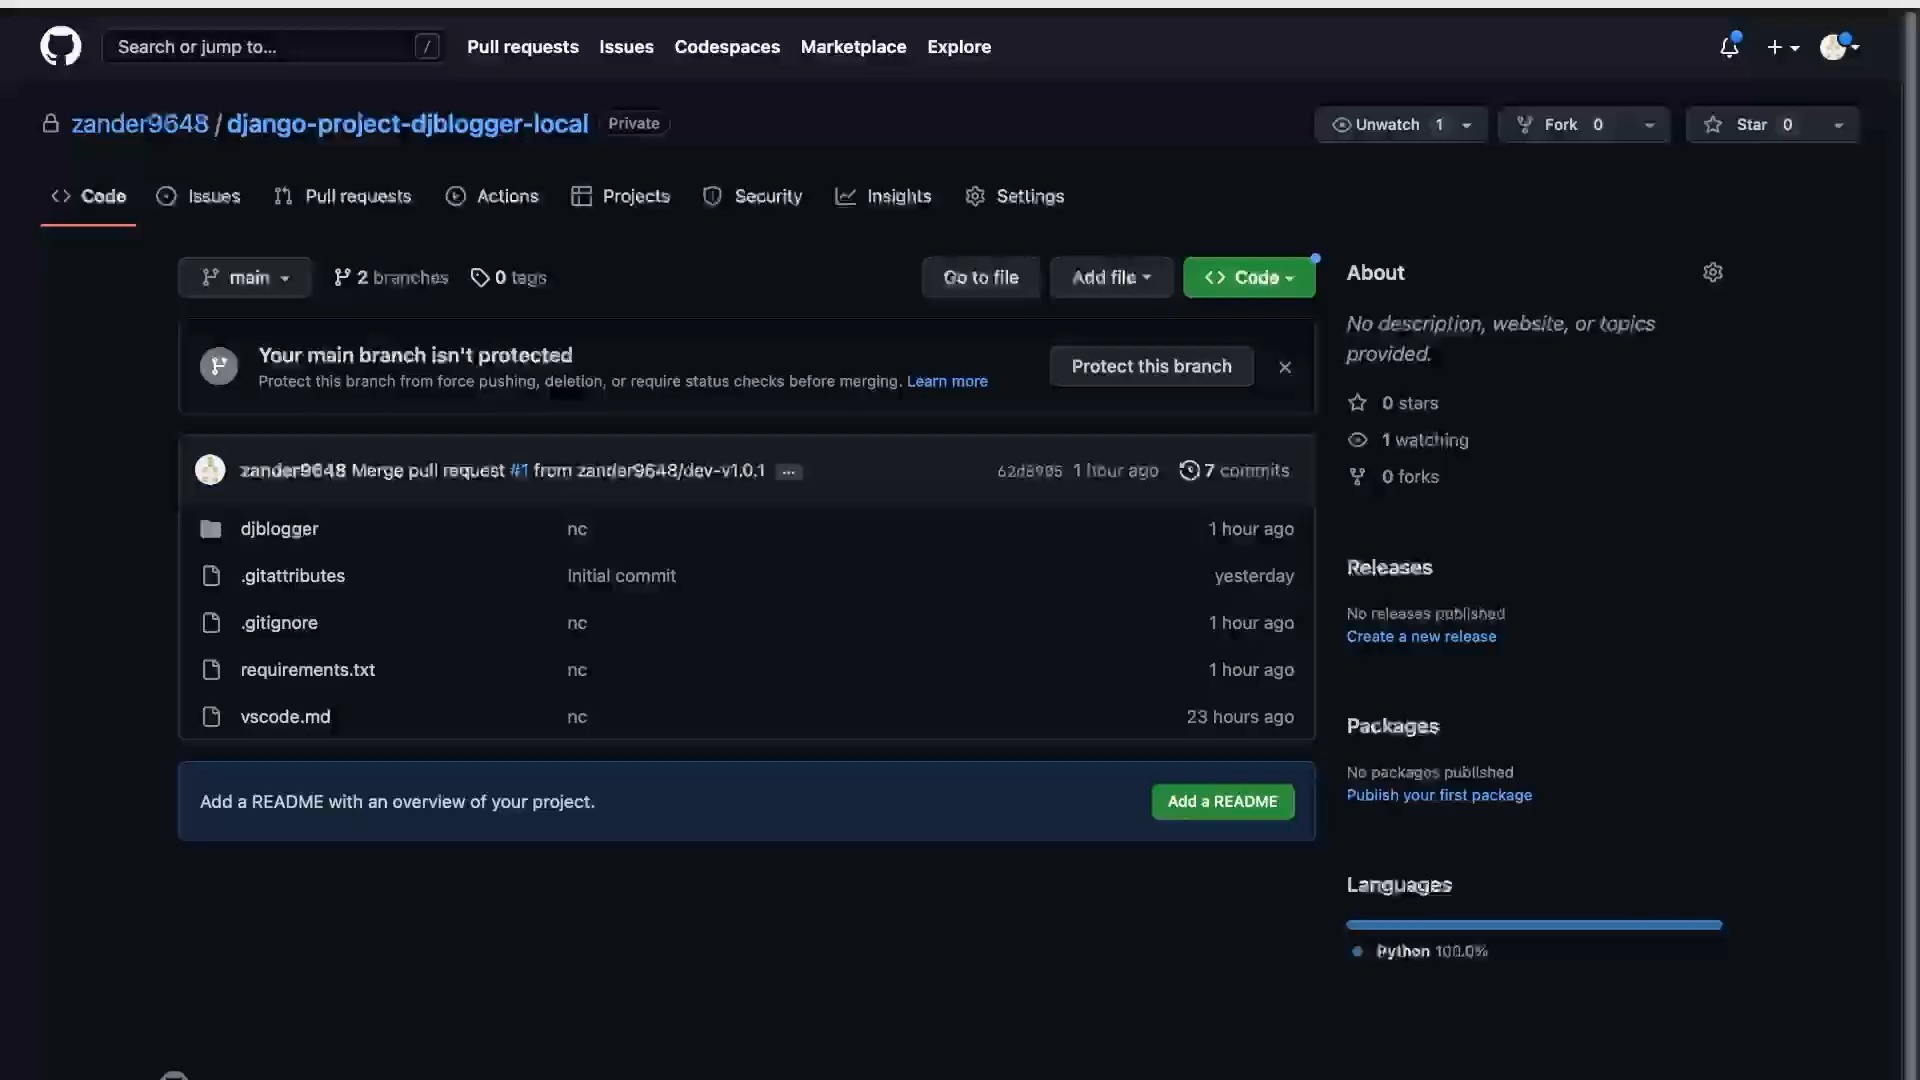 Search or jump to... /
Pull requests Issues Codespaces Marketplace Explore
zander9648 / django-project-djblogger-local Private
Unwatch 1 Fork 0 Star 0
Code Issues Pull requests Actions Projects Security Insights Settings
main 2 branches 0 tags
Go to file Add file Code
Your main branch isn't protected
Protect this branch from force pushing, deletion, or require status checks before merging. Learn more
Protect this branch
zander9648 Merge pull request #1 from zander9648/dev-v1.0.1 ... 62d8905 1 hour ago 7 commits
djblogger nc 1 hour ago
.gitattributes Initial commit yesterday
.gitignore nc 1 hour ago
requirements.txt nc 1 hour ago
vscode.md nc 23 hours ago
Add a README with an overview of your project.
Add a README
About
No description, website, or topics
provided.
0 stars
1 watching
0 forks
Releases
No releases published
Create a new release
Packages
No packages published
Publish your first package
Languages
Python 100.0%